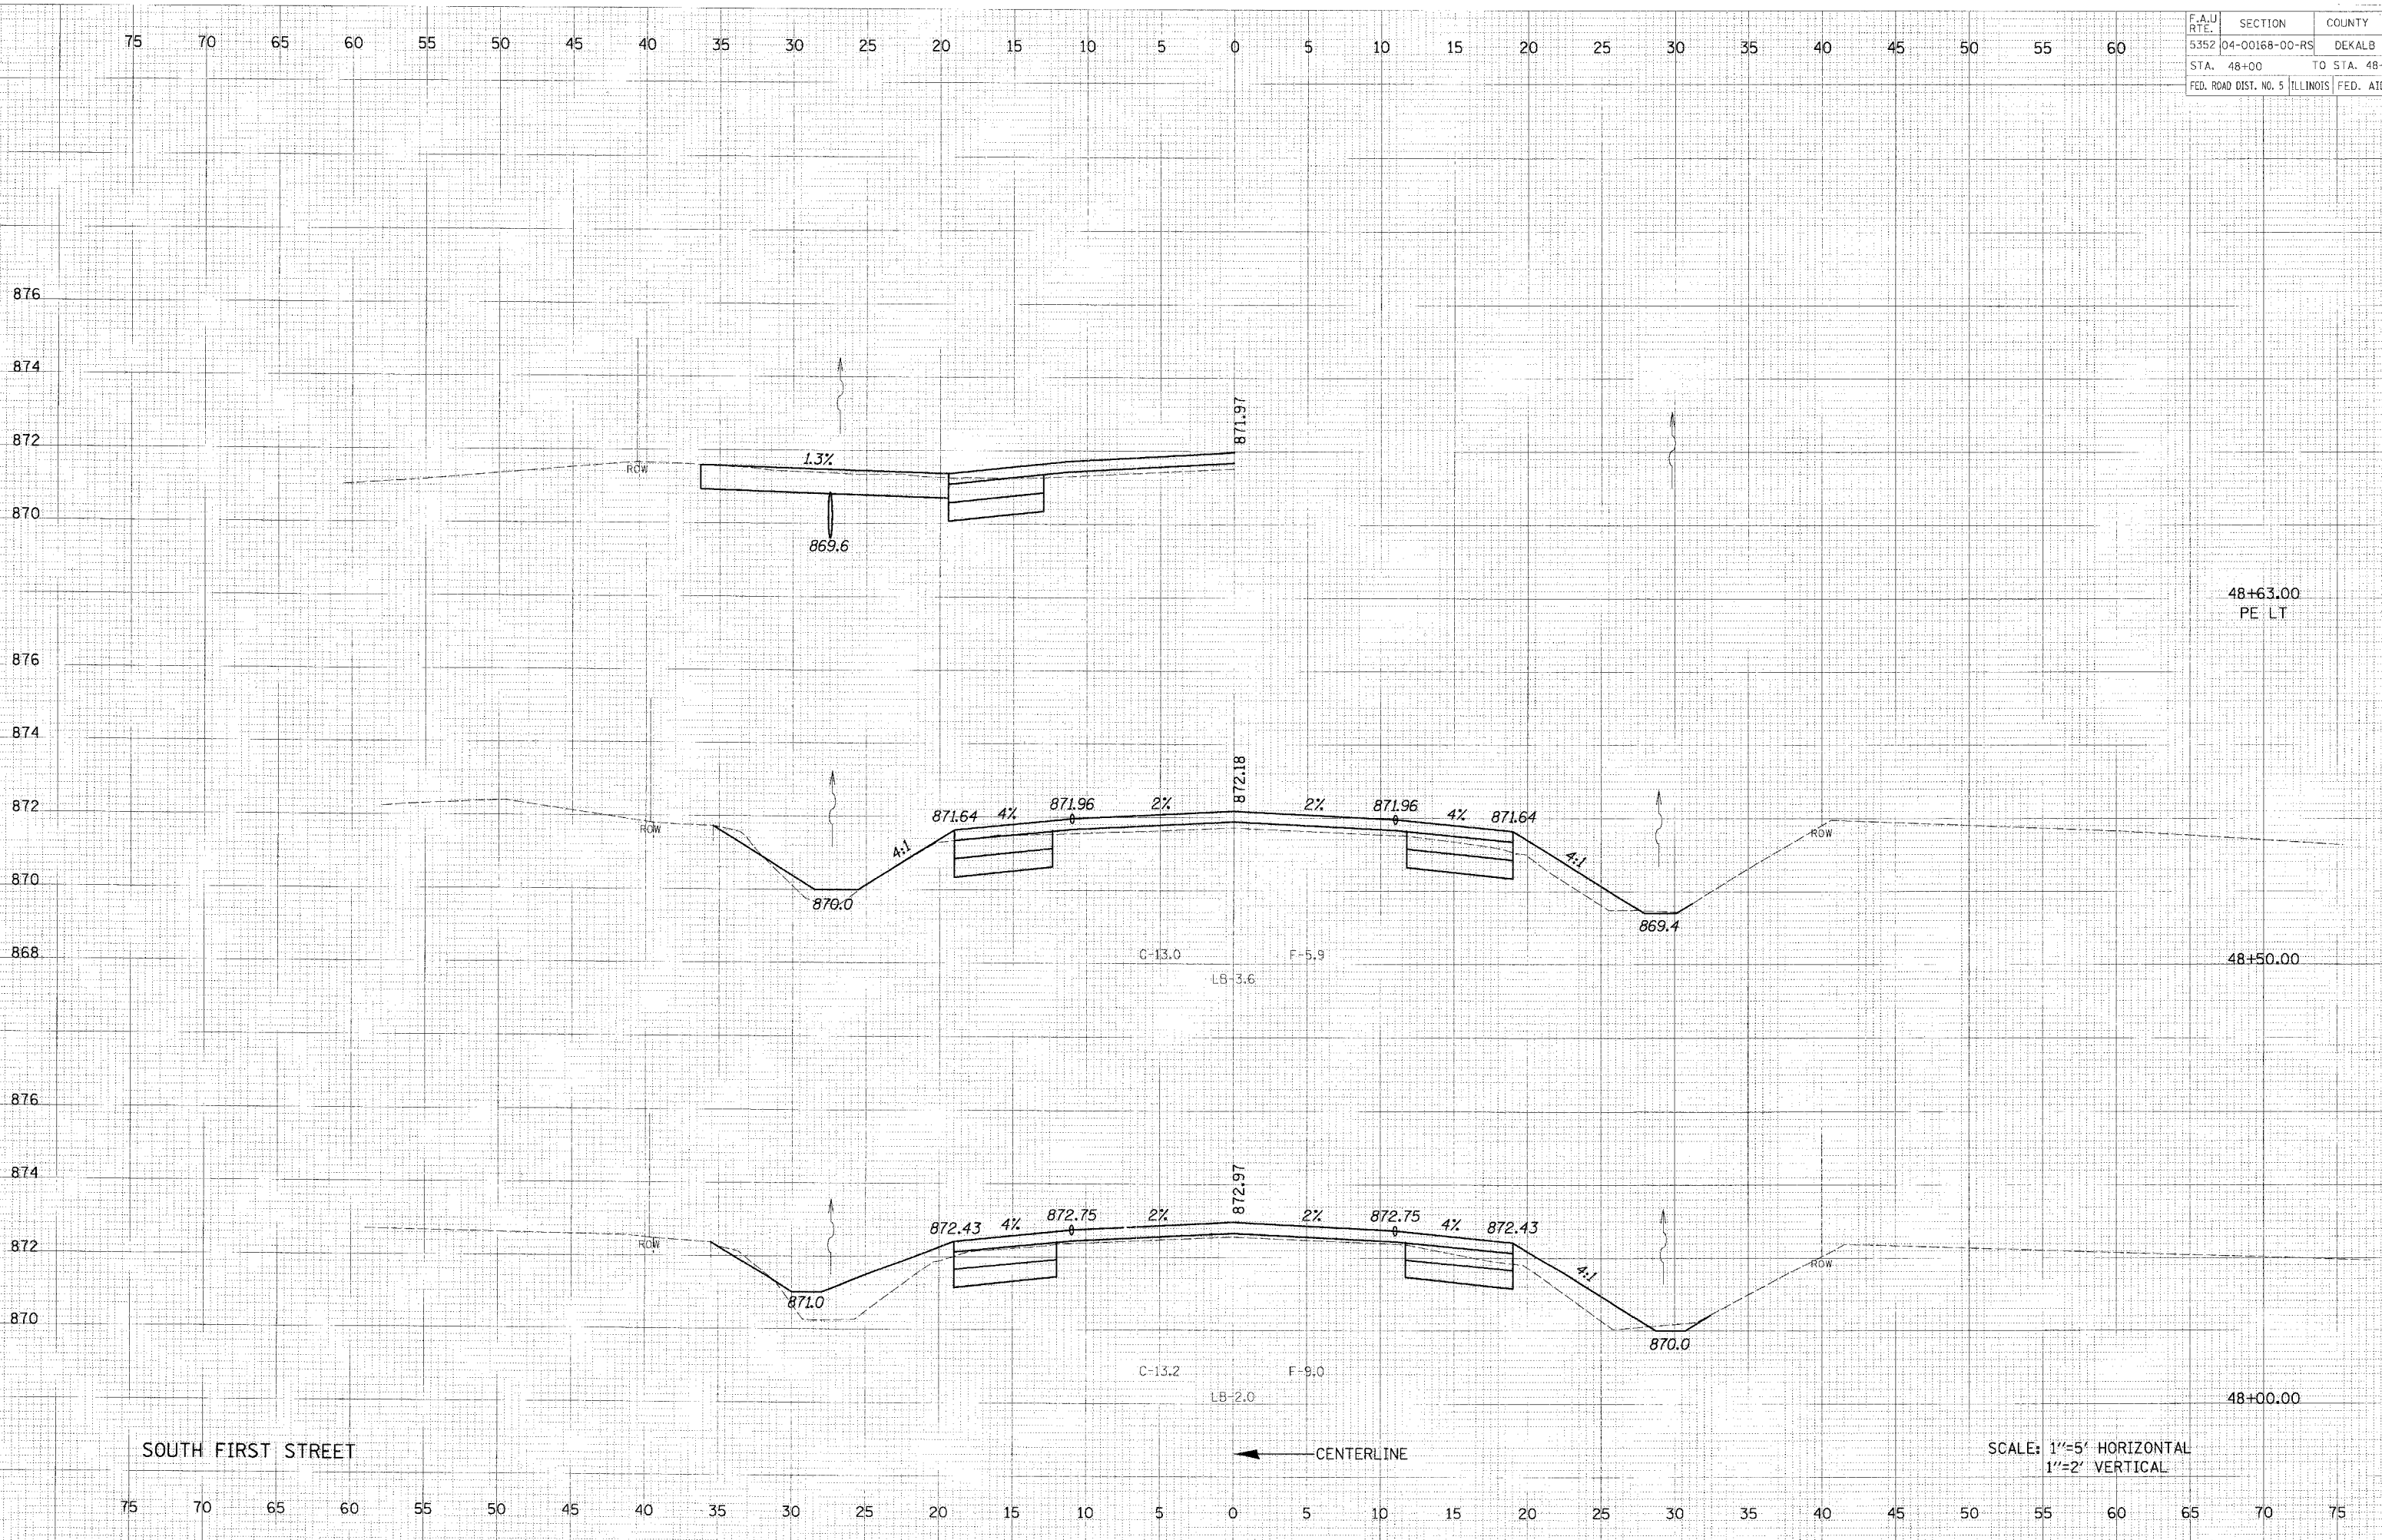 F.A.U RTE. SECTION COUNTY
5352 04-00168-00-RS DEKALB
STA. 48+00 TO STA. 48+
FED. ROAD DIST. NO. 5 ILLINOIS FED. AID
75 70 65 60 55 50 45 40 35 30 25 20 15 10 5 0 5 10 15 20 25 30 35 40 45 50 55 60
876
874
872
870
871.97
1.3%
ROW
869.6
48+63.00
PE LT
876
874
872
870
868
872.18
871.64 4% 871.96 2% 2% 871.96 4% 871.64
ROW 4:1 4:1 ROW
870.0 869.4
C-13.0 F-5.9
LB-3.6
48+50.00
876
874
872
870
872.97
872.43 4% 872.75 2% 2% 872.75 4% 872.43
ROW 4:1 ROW
871.0 870.0
C-13.2 F-9.0
LB-2.0
48+00.00
SOUTH FIRST STREET
CENTERLINE
SCALE: 1"=5' HORIZONTAL
1"=2' VERTICAL
75 70 65 60 55 50 45 40 35 30 25 20 15 10 5 0 5 10 15 20 25 30 35 40 45 50 55 60 65 70 75